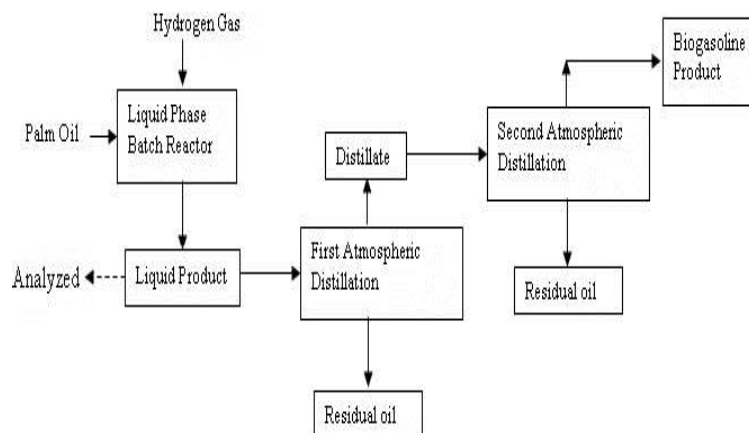 Hydrogen Gas
Biogasoline
Product
Liquid Phase
Batch Reactor
Palm Oil
Second Atmospheric
Distillation
Distillate
First Atmospheric
Distillation
Analyzed
Liquid Product
Residual oil
Residual oil